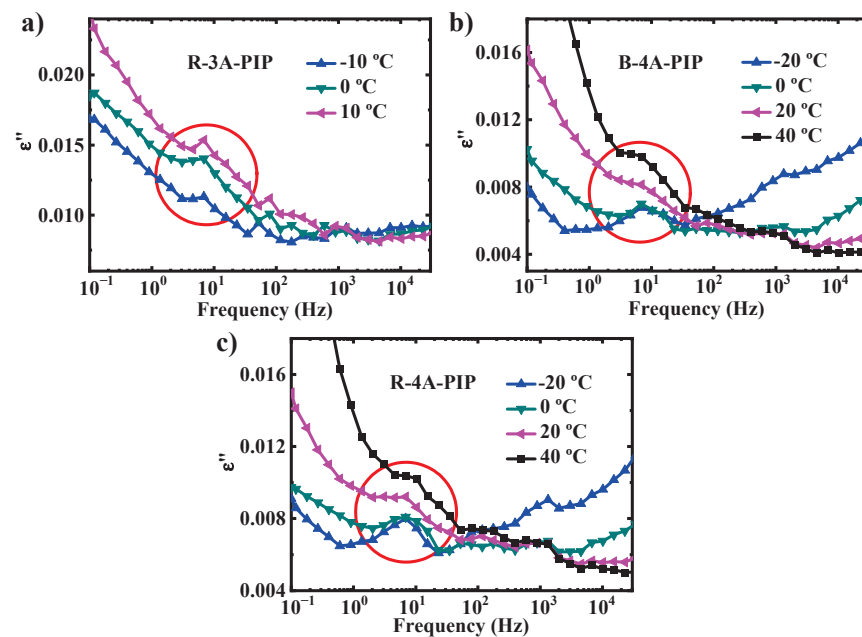 a)
R-3A-PIP
-10 ºC
0 ºC
10 ºC
ε''
0.020
0.015
0.010
10⁻¹ 10⁰ 10¹ 10² 10³ 10⁴
Frequency (Hz)
b)
B-4A-PIP
-20 ºC
0 ºC
20 ºC
40 ºC
ε''
0.016
0.012
0.008
0.004
10⁻¹ 10⁰ 10¹ 10² 10³ 10⁴
Frequency (Hz)
c)
R-4A-PIP
-20 ºC
0 ºC
20 ºC
40 ºC
ε''
0.016
0.012
0.008
0.004
10⁻¹ 10⁰ 10¹ 10² 10³ 10⁴
Frequency (Hz)